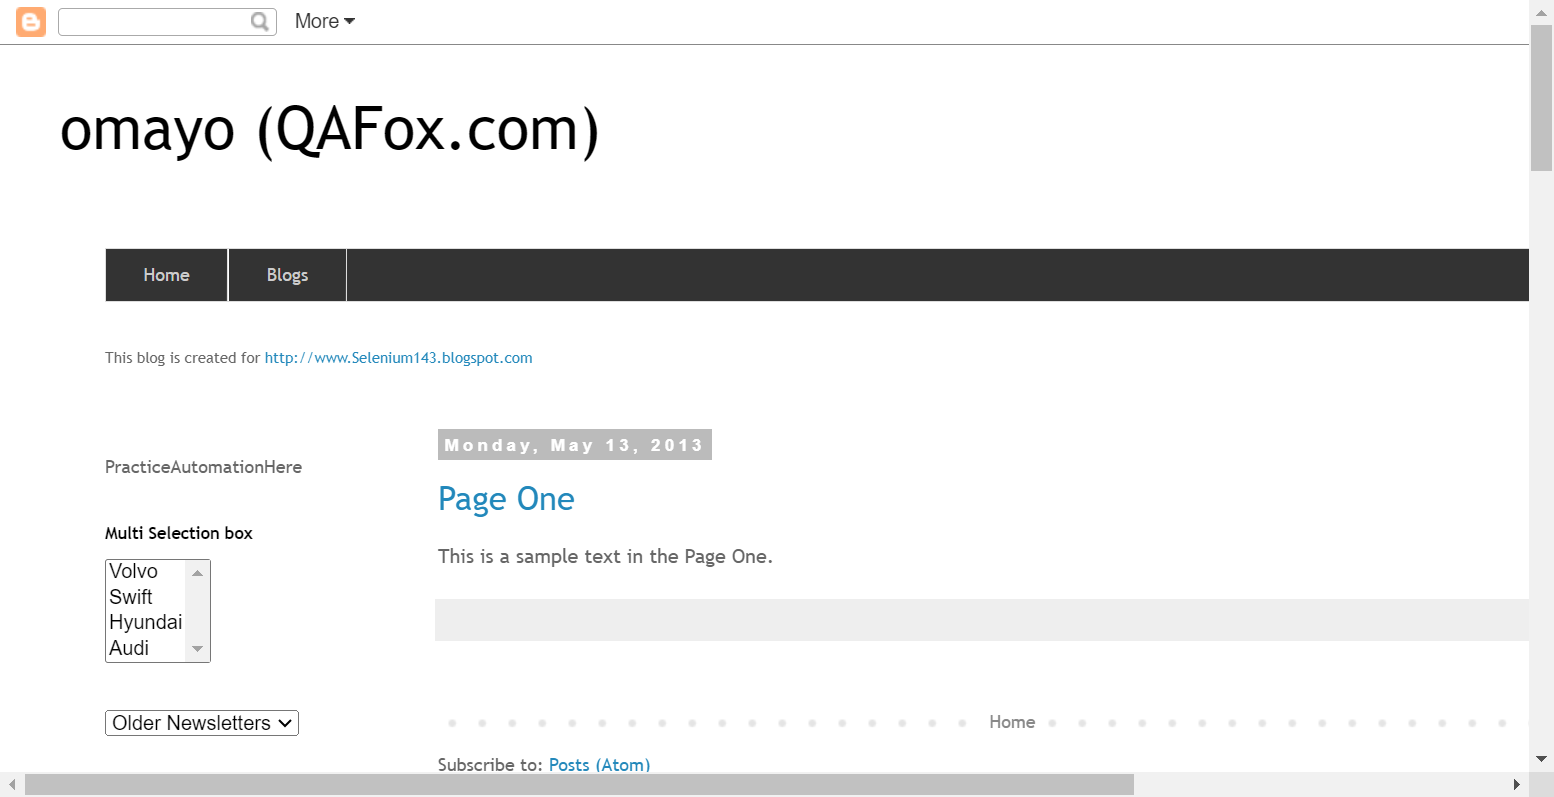 More
omayo (QAFox.com)
Home
Blogs
This blog is created for http://www.Selenium143.blogspot.com
PracticeAutomationHere
Multi Selection box
Volvo
Swift
Hyundai
Audi
Older Newsletters
Monday, May 13, 2013
Page One
This is a sample text in the Page One.
Home
Subscribe to: Posts (Atom)